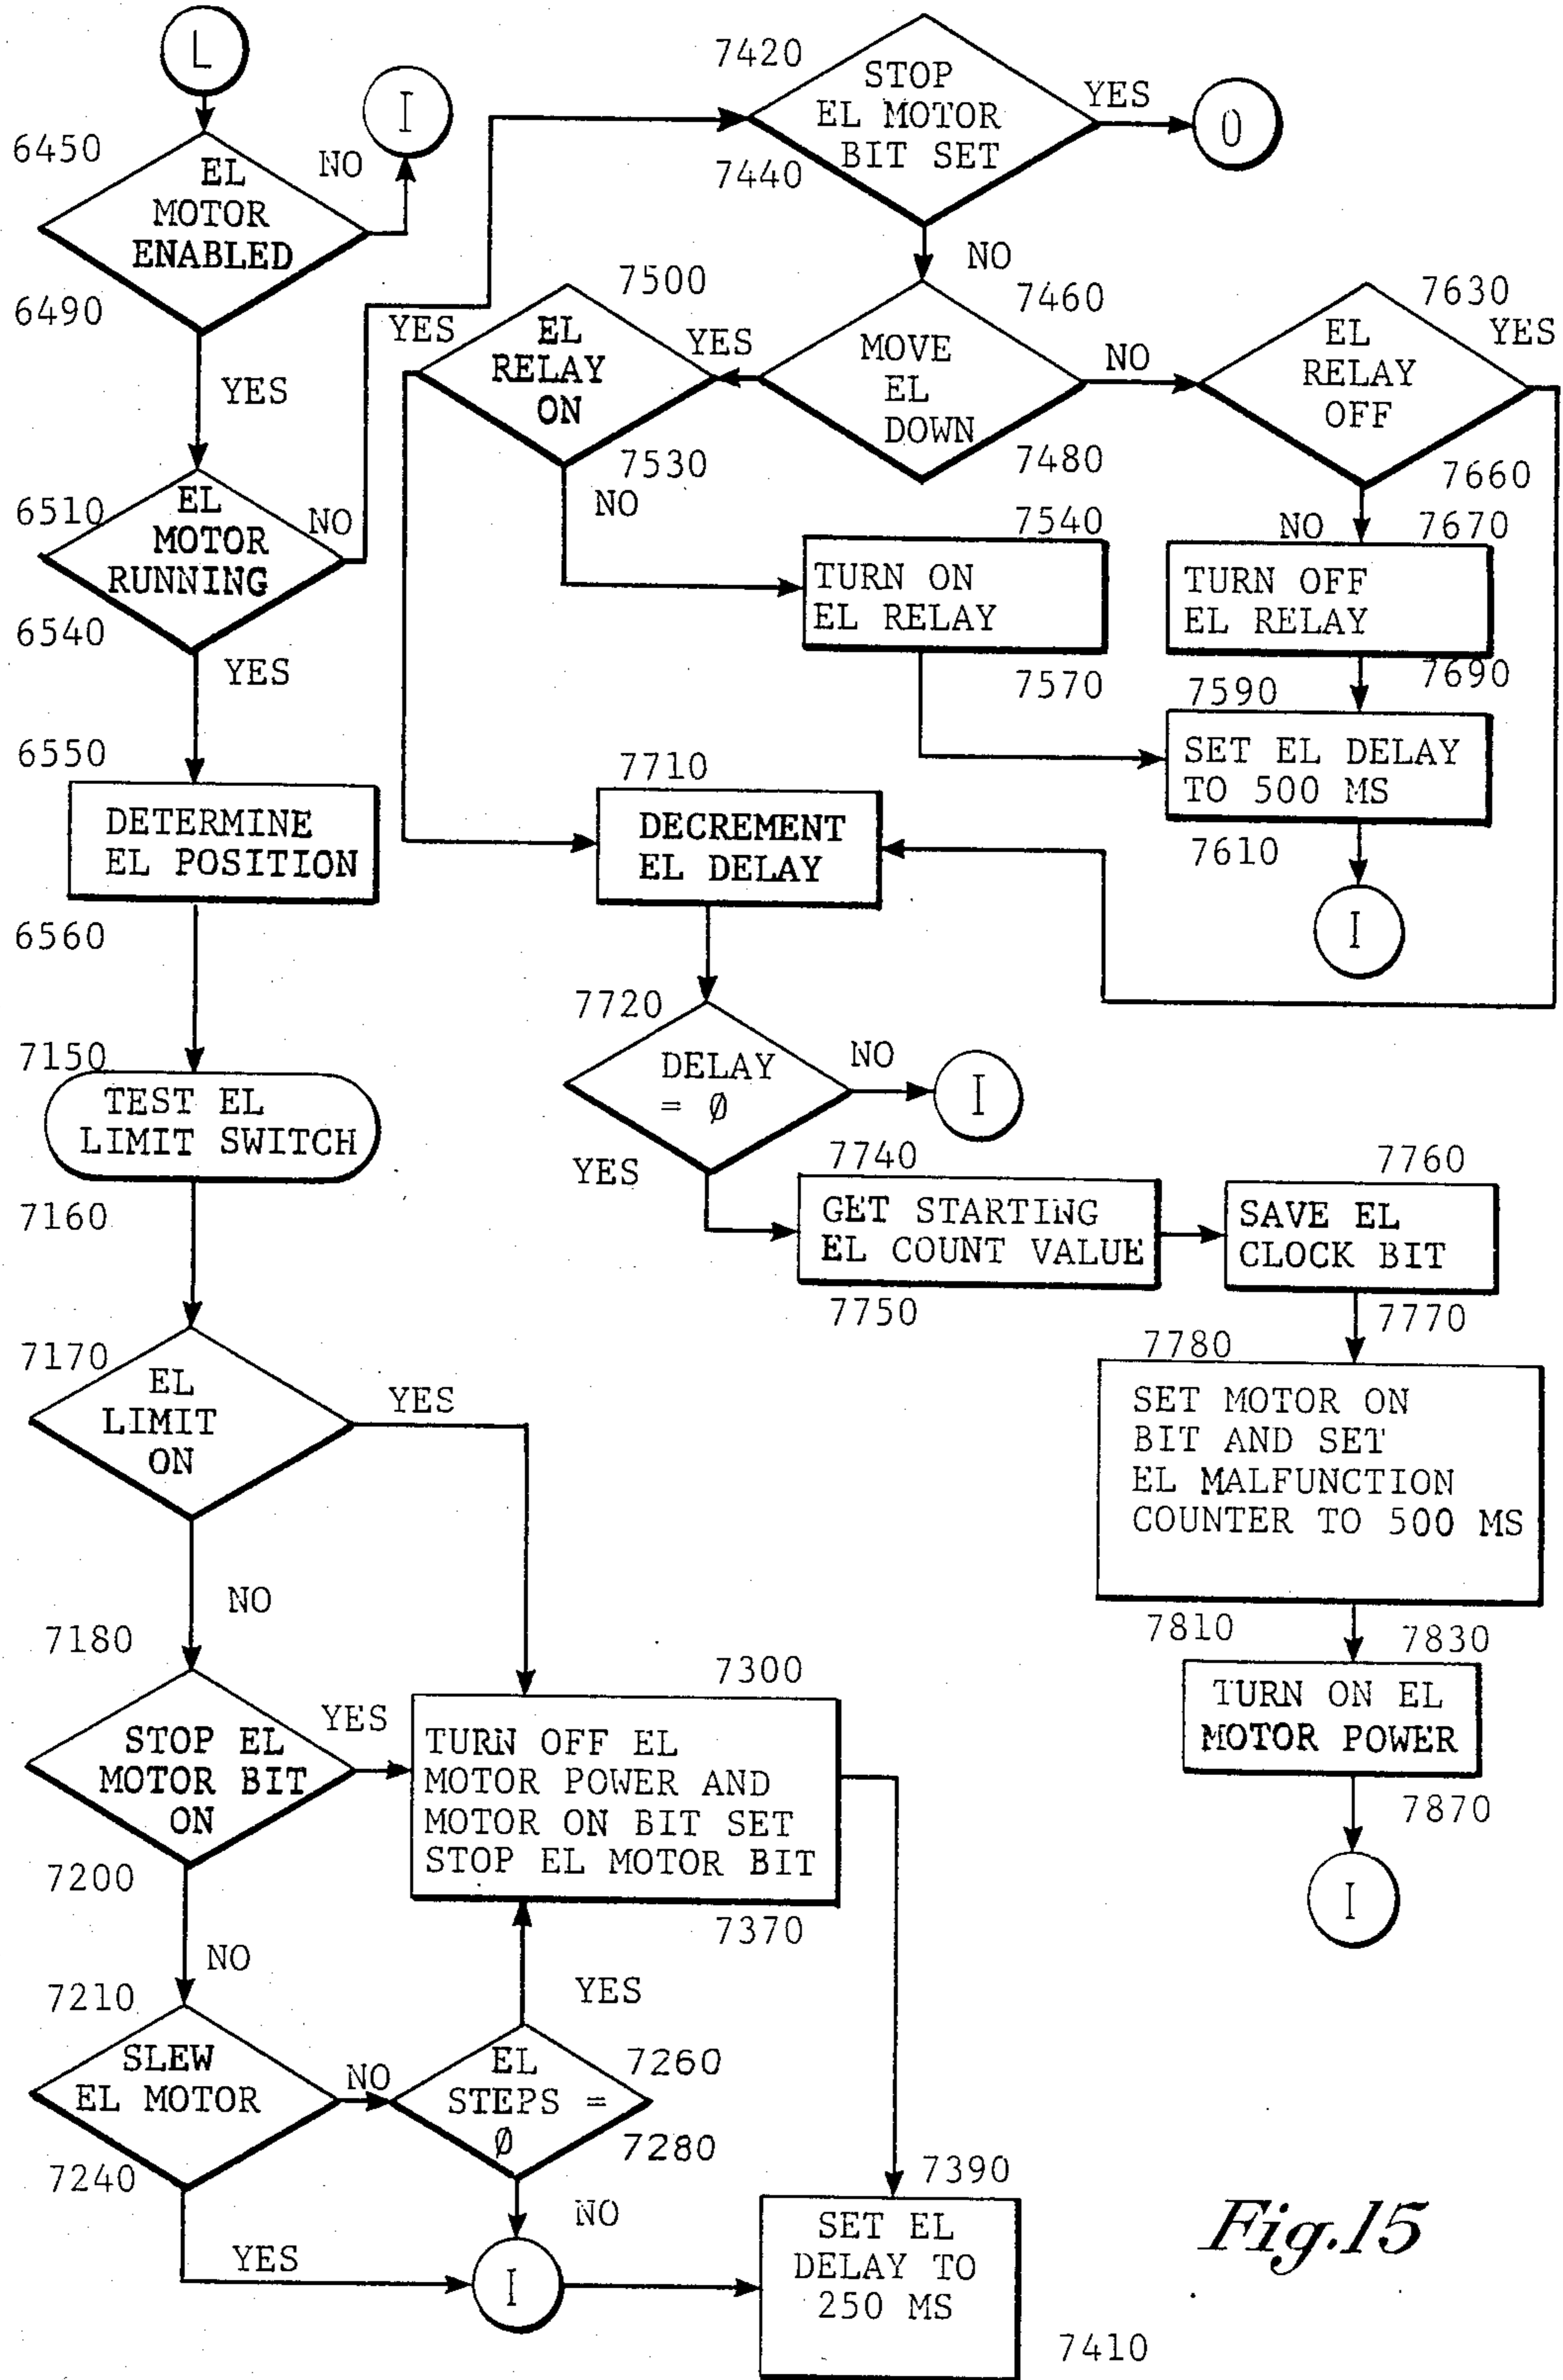 L
I
6450
EL
MOTOR
ENABLED
NO
6490
YES
6510
EL
MOTOR
RUNNING
NO
6540
YES
6550
DETERMINE
EL POSITION
6560
7150
TEST EL
LIMIT SWITCH
7160
7170
EL
LIMIT
ON
YES
NO
7180
STOP EL
MOTOR BIT
ON
YES
7200
NO
7210
SLEW
EL MOTOR
NO
7240
YES
7260
EL
STEPS =
Ø
7280
YES
NO
I
7300
TURN OFF EL
MOTOR POWER AND
MOTOR ON BIT SET
STOP EL MOTOR BIT
7370
7390
SET EL
DELAY TO
250 MS
7410
7420
STOP
EL MOTOR
BIT SET
YES
O
7440
NO
7460
MOVE
EL
DOWN
7480
YES
NO
7500
EL
RELAY
ON
YES
7530
NO
7540
TURN ON
EL RELAY
7570
7630
EL
RELAY
OFF
YES
7660
NO
7670
TURN OFF
EL RELAY
7690
7590
SET EL DELAY
TO 500 MS
7610
I
7710
DECREMENT
EL DELAY
7720
DELAY
= Ø
NO
I
YES
7740
GET STARTING
EL COUNT VALUE
7750
7760
SAVE EL
CLOCK BIT
7770
7780
SET MOTOR ON
BIT AND SET
EL MALFUNCTION
COUNTER TO 500 MS
7810
7830
TURN ON EL
MOTOR POWER
7870
I
Fig.15